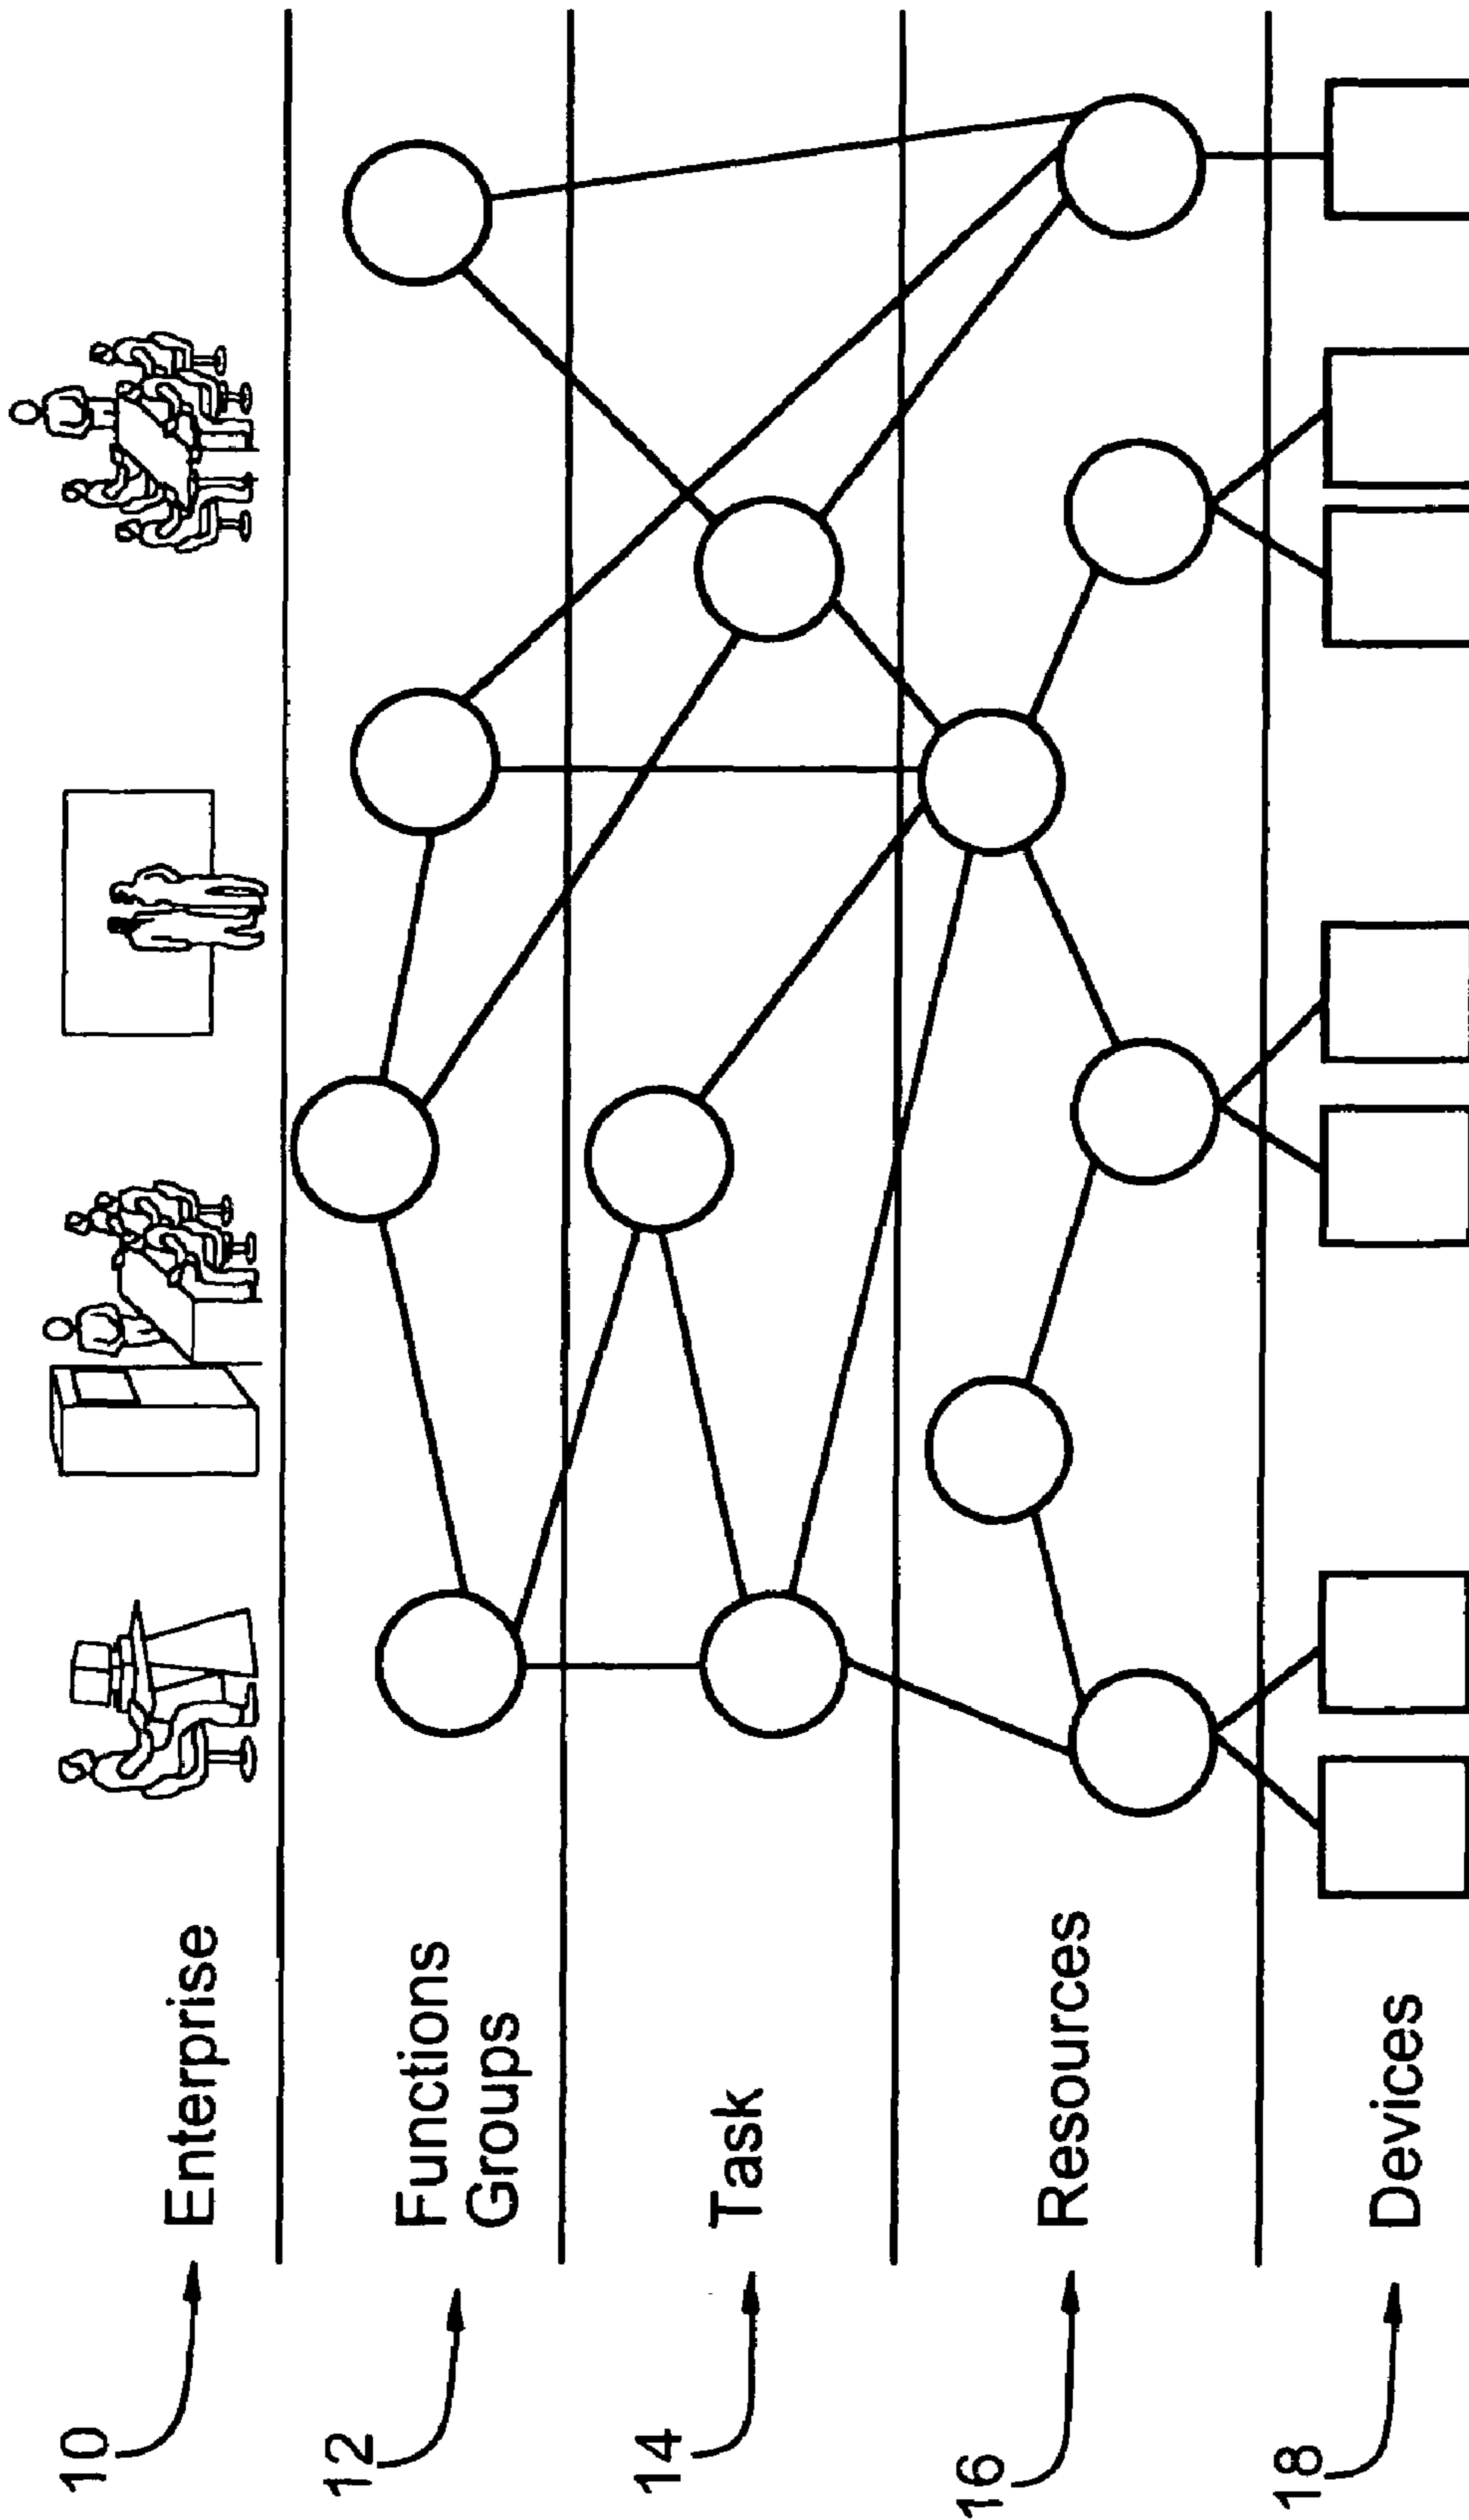 10
Enterprise
12
Functions
Groups
14
Task
16
Resources
18
Devices